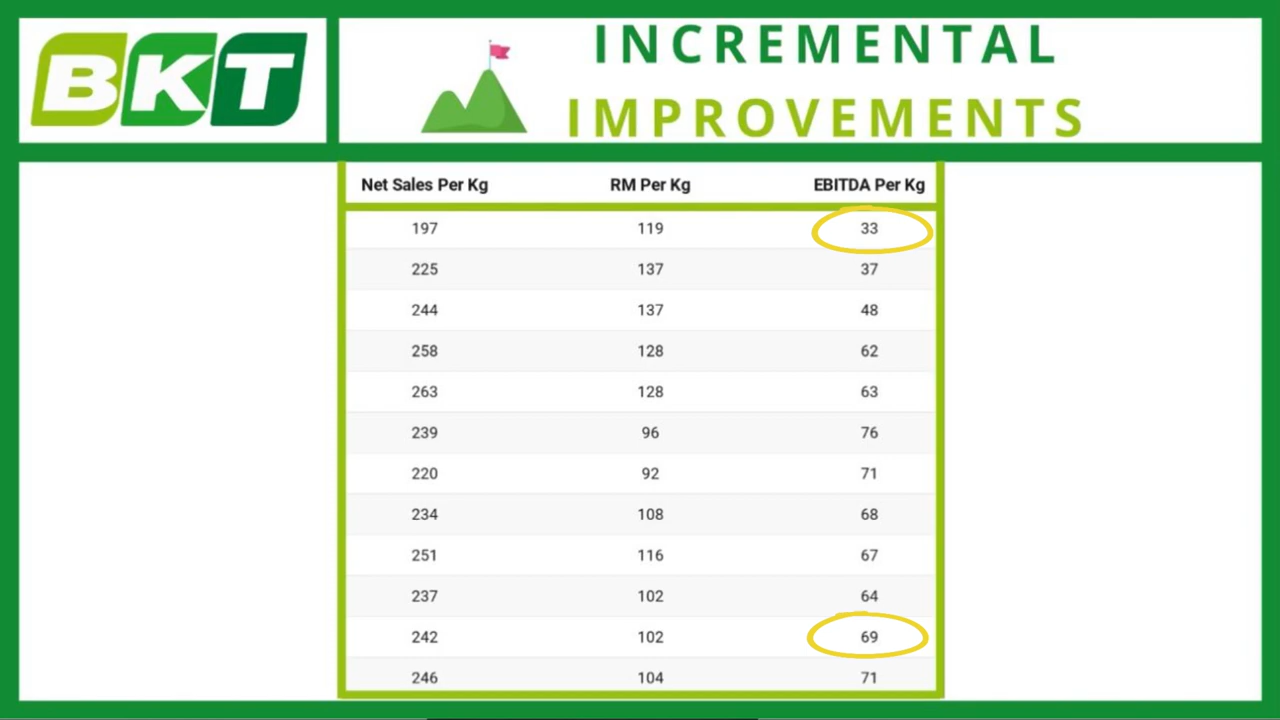 BKT
INCREMENTAL
IMPROVEMENTS
Net Sales Per Kg RM Per Kg EBITDA Per Kg
197 119 33
225 137 37
244 137 48
258 128 62
263 128 63
239 96 76
220 92 71
234 108 68
251 116 67
237 102 64
242 102 69
246 104 71